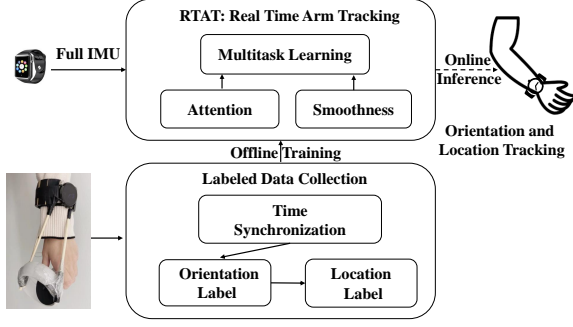 RTAT: Real Time Arm Tracking
Full IMU
Multitask Learning
Attention
Smoothness
Online
Inference
Orientation and
Location Tracking
Offline Training
Labeled Data Collection
Time
Synchronization
Orientation
Label
Location
Label